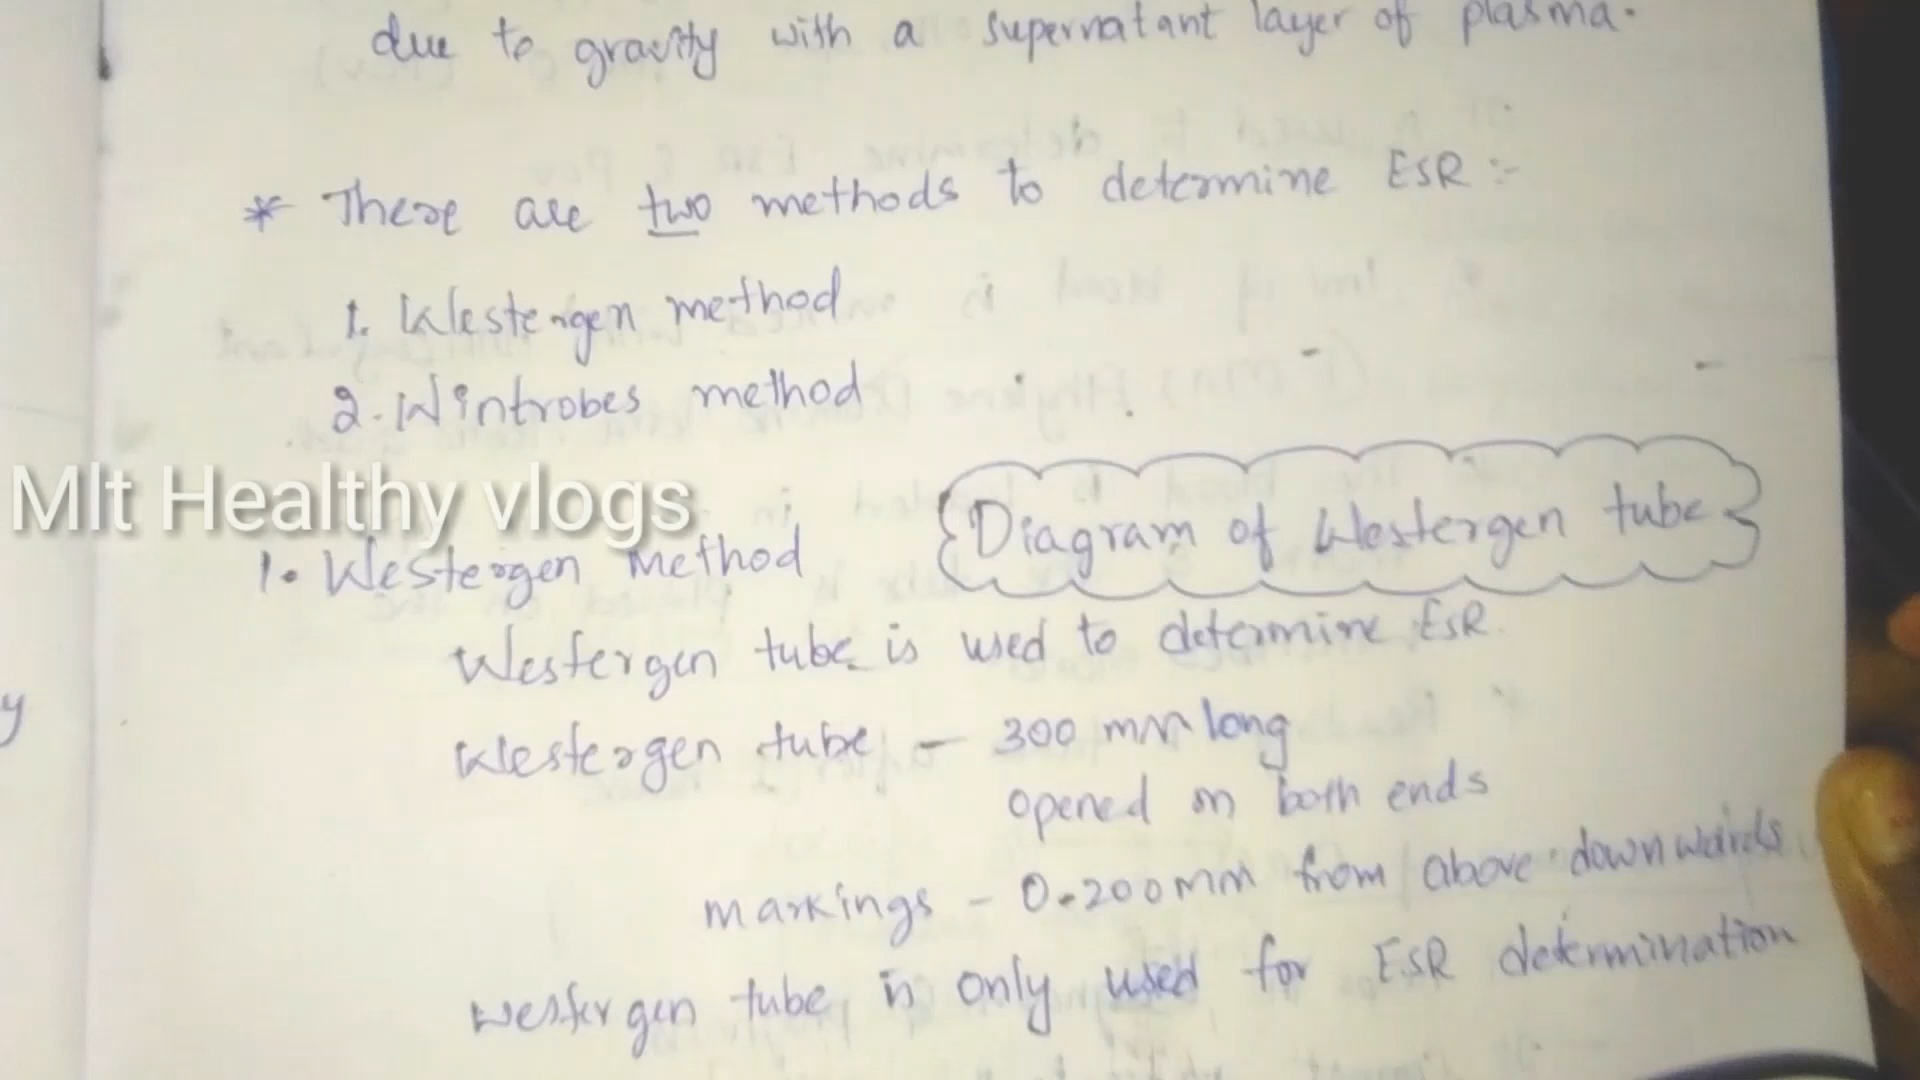 due to gravity with a supernatant layer of plasma.
* There are two methods to determine ESR :-
1. Westergen method
2. Wintrobes method
Mlt Healthy vlogs
1. Westergen method
Diagram of Westergen tube
Westergen tube is used to determine ESR.
Westergen tube - 300 mm long
opened on both ends
markings - 0-200mm from above downwards
westergen tube is only used for ESR determination
y